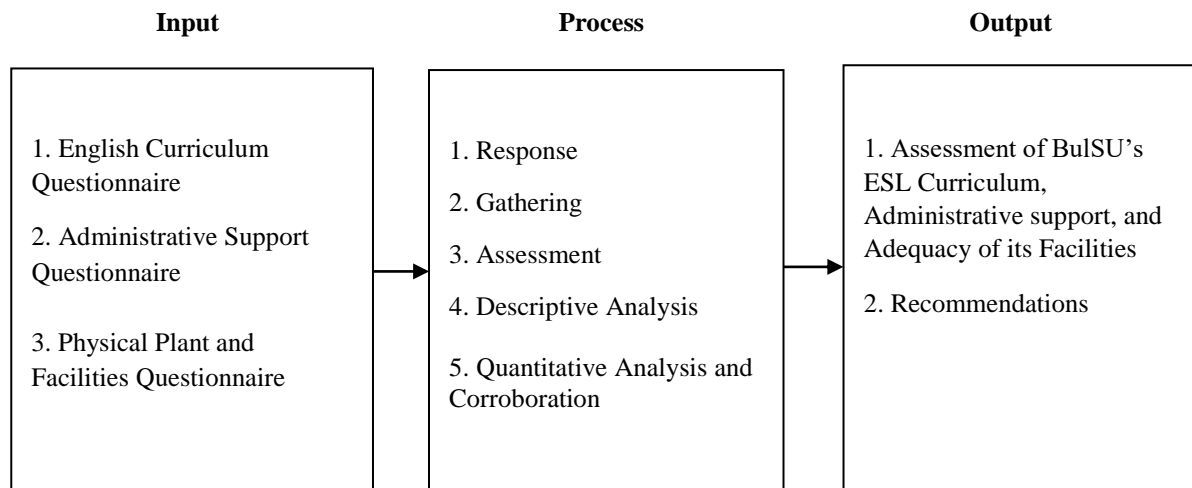 Input
1. English Curriculum
Questionnaire
2. Administrative Support
Questionnaire
3. Physical Plant and
Facilities Questionnaire
Process
1. Response
2. Gathering
3. Assessment
4. Descriptive Analysis
5. Quantitative Analysis and
Corroboration
Output
1. Assessment of BulSU’s
ESL Curriculum,
Administrative support, and
Adequacy of its Facilities
2. Recommendations